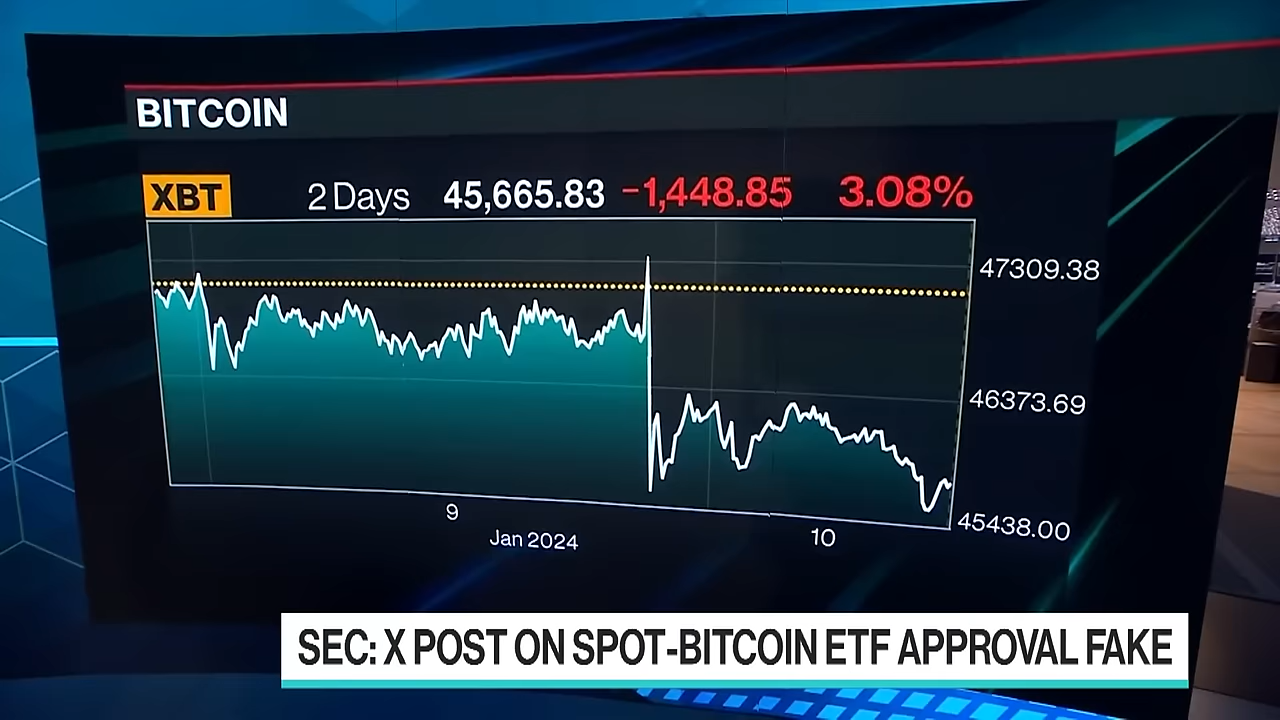 BITCOIN
XBT 2 Days 45,665.83 -1,448.85 3.08%
47309.38
46373.69
45438.00
9 10
Jan 2024
SEC: X POST ON SPOT-BITCOIN ETF APPROVAL FAKE